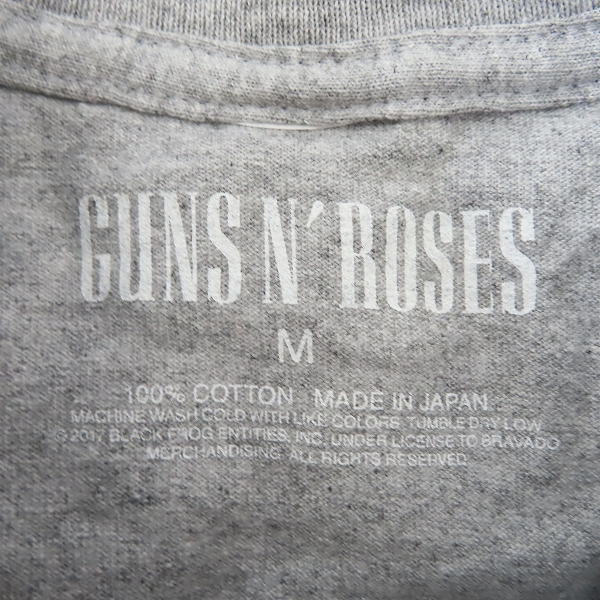 GUNS N' ROSES
M
100% COTTON MADE IN JAPAN
MACHINE WASH COLD WITH LIKE COLORS TUMBLE DRY LOW
© 2017 BLACK FROG ENTITIES, INC. UNDER LICENSE TO BRAVADO
MERCHANDISING. ALL RIGHTS RESERVED.